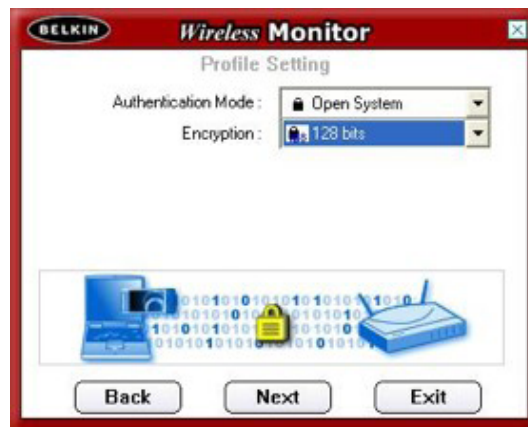 BELKIN Wireless Monitor
Profile Setting
Authentication Mode : Open System
Encryption : 128 bits
Back Next Exit